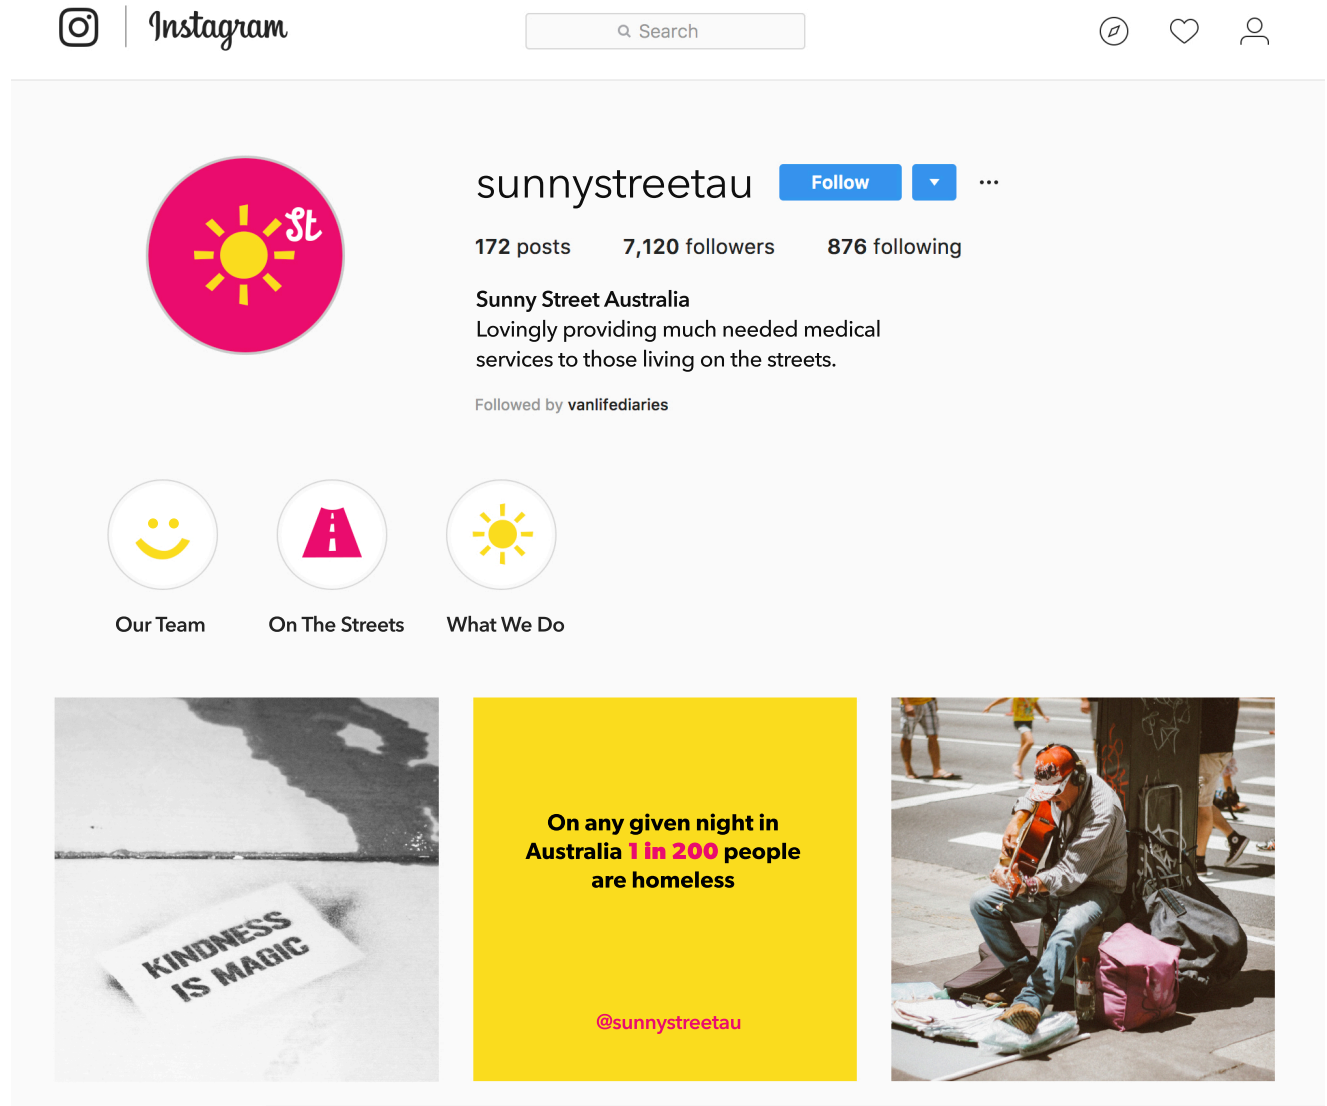 Instagram
Search
St
sunnystreetau
Follow
172 posts 7,120 followers 876 following
Sunny Street Australia
Lovingly providing much needed medical
services to those living on the streets.
Followed by vanlifediaries
Our Team
On The Streets
What We Do
KINDNESS
IS MAGIC
On any given night in
Australia 1 in 200 people
are homeless
@sunnystreetau